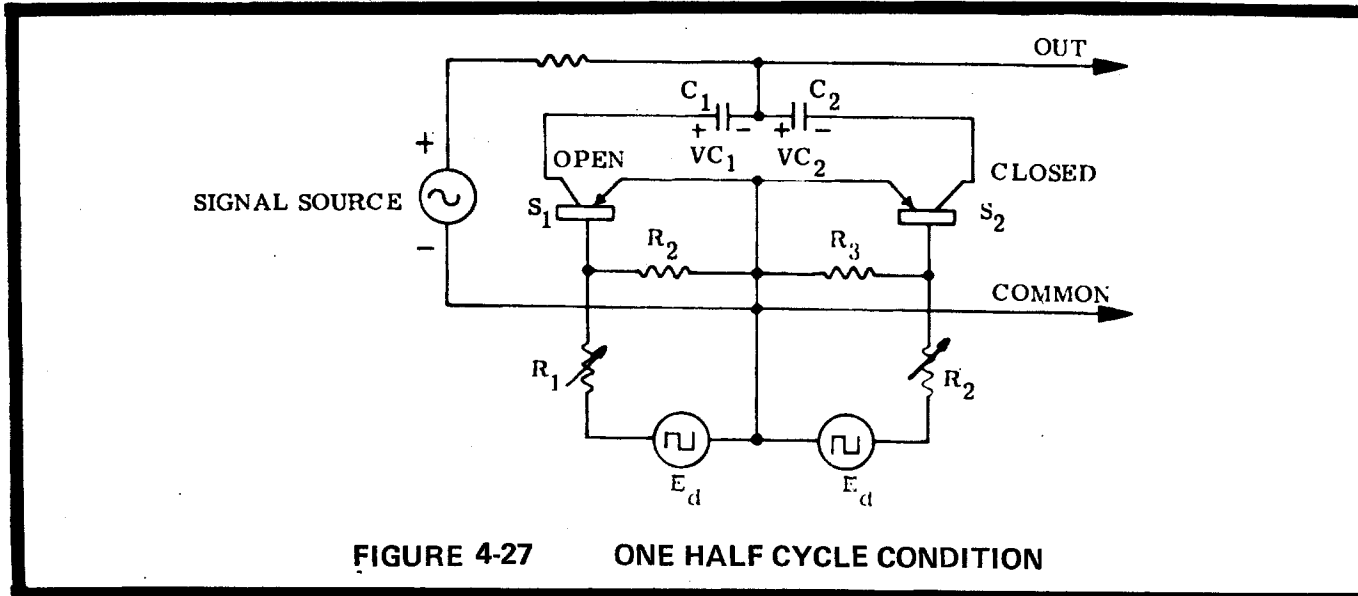 OUT
C1 C2
+ - + -
VC1 VC2
+
OPEN
CLOSED
SIGNAL SOURCE
S1
S2
-
R2
R3
COMMON
R1
R2
Ed
Ed
FIGURE 4-27 ONE HALF CYCLE CONDITION